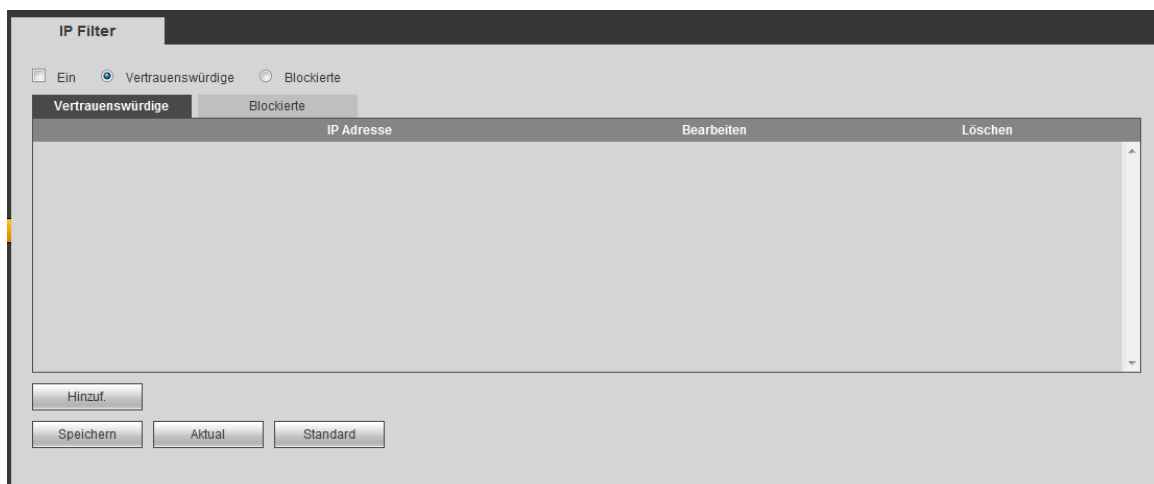 IP Filter
Ein Vertrauenswürdige Blockierte
Vertrauenswürdige Blockierte
IP Adresse Bearbeiten Löschen
Hinzuf.
Speichern Aktual Standard